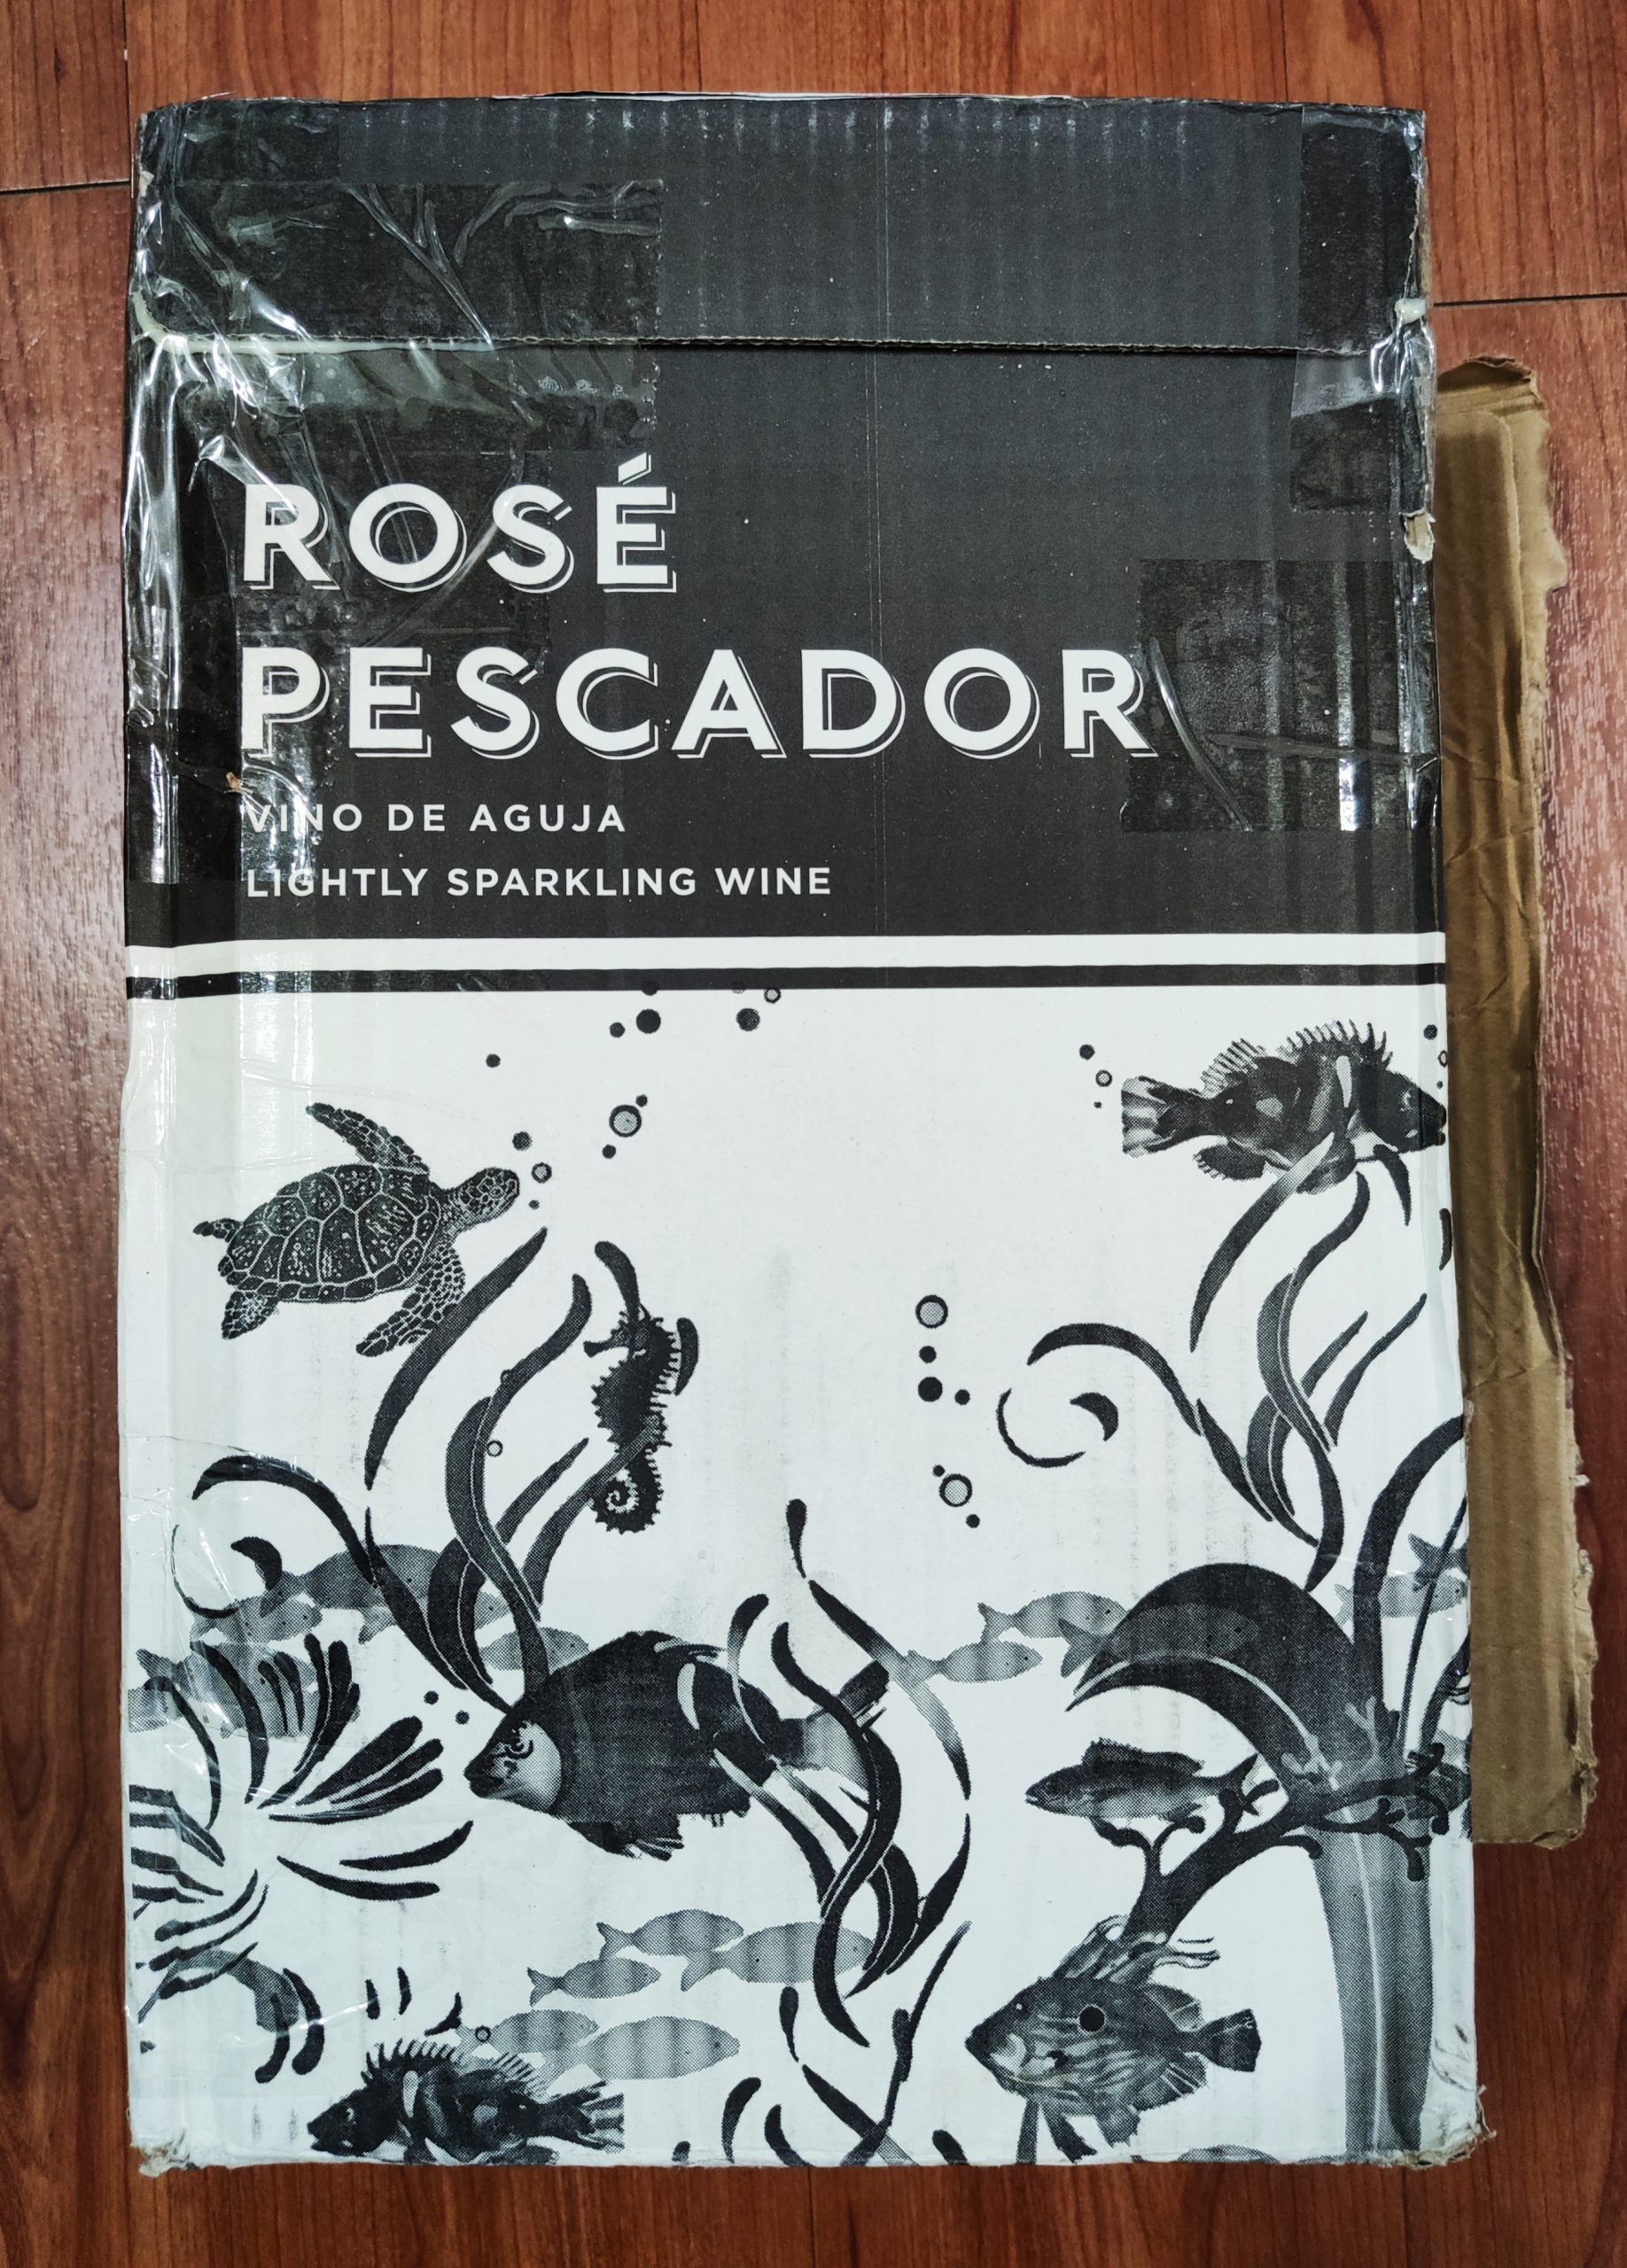 ROSÉ
PESCADOR
VINO DE AGUJA
LIGHTLY SPARKLING WINE